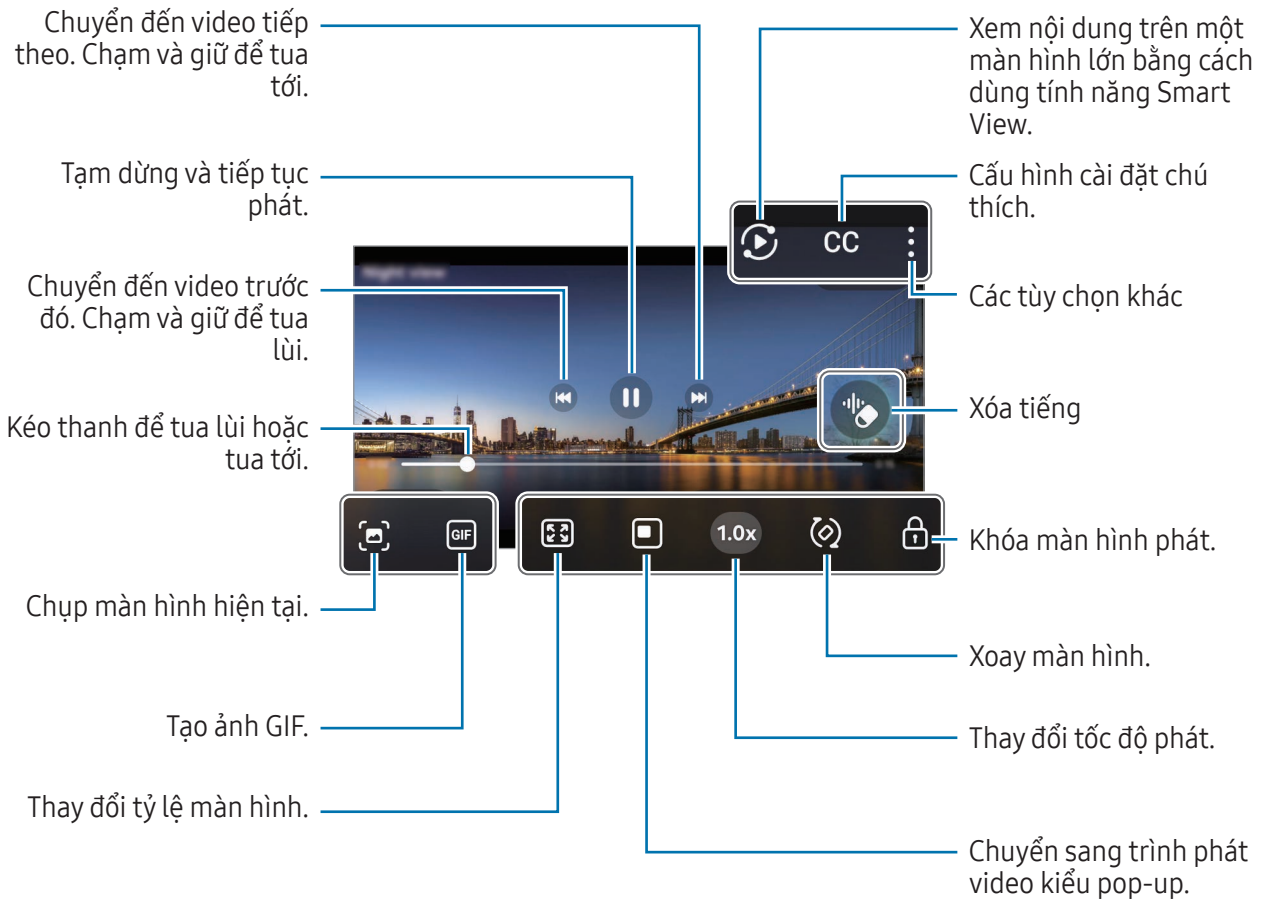 Chuyển đến video tiếp
theo. Chạm và giữ để tua
tới.
Tạm dừng và tiếp tục
phát.
Chuyển đến video trước
đó. Chạm và giữ để tua
lùi.
Kéo thanh để tua lùi hoặc
tua tới.
Chụp màn hình hiện tại.
Tạo ảnh GIF.
Thay đổi tỷ lệ màn hình.
Xem nội dung trên một
màn hình lớn bằng cách
dùng tính năng Smart
View.
Cấu hình cài đặt chú
thích.
Các tùy chọn khác
Xóa tiếng
Khóa màn hình phát.
Xoay màn hình.
Thay đổi tốc độ phát.
Chuyển sang trình phát
video kiểu pop-up.
CC
Night view
GIF
1.0x